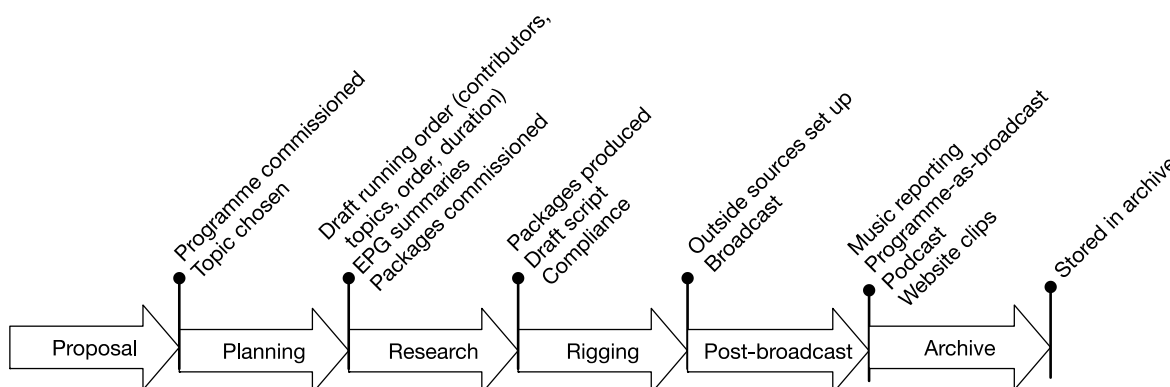 Programme commissioned
Topic chosen
Draft running order (contributors,
topics, order, duration)
EPG summaries
Packages commissioned
Packages produced
Draft script
Compliance
Outside sources set up
Broadcast
Music reporting
Programme-as-broadcast
Podcast
Website clips
Stored in archive
Proposal
Planning
Research
Rigging
Post-broadcast
Archive